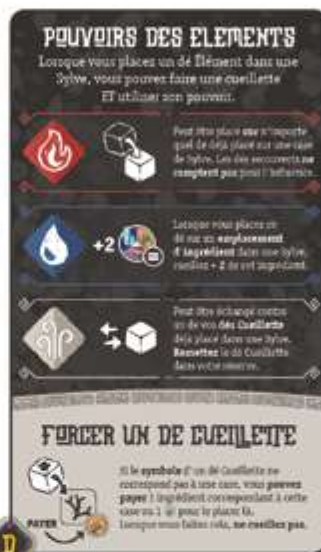 POUVOIRS DES ELEMENTS
Lorsque vous placez un dé Élément dans une
Sylve, vous pouvez faire une cueillette
ET utiliser son pouvoir.
Peut être placé sur n'importe
quel dé déjà placé sur une case
de Sylve. Les dés recouverts ne
comptent pas pour l'influence.
+2
Lorsque vous placez ce
dé sur un emplacement
d'ingrédient dans une Sylve,
cueillez +2 de cet ingrédient.
Peut être échangé contre
un de vos dés Cueillette
déjà placé dans une Sylve.
Remettez le dé Cueillette
dans votre réserve.
FORCER UN DE CUEILLETTE
Si le symbole d'un dé Cueillette ne
correspond pas à une case, vous pouvez
payer 1 ingrédient correspondant à cette
case ou 1 pour le placer là.
Lorsque vous faites cela, ne cueillez pas.
PAYER